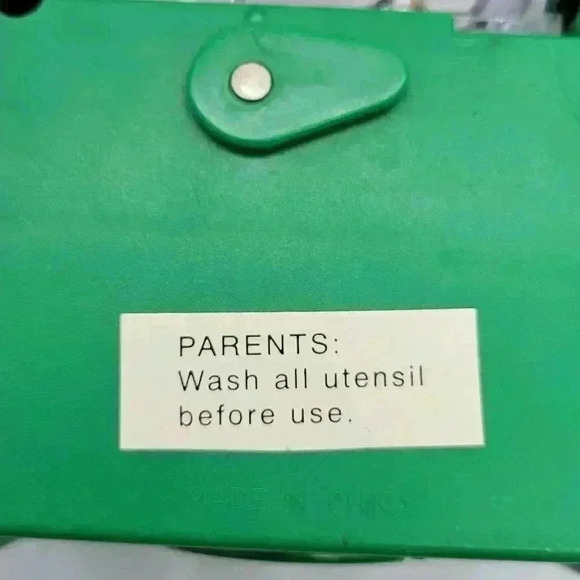 PARENTS:
Wash all utensil
before use.
MADE IN CHINA